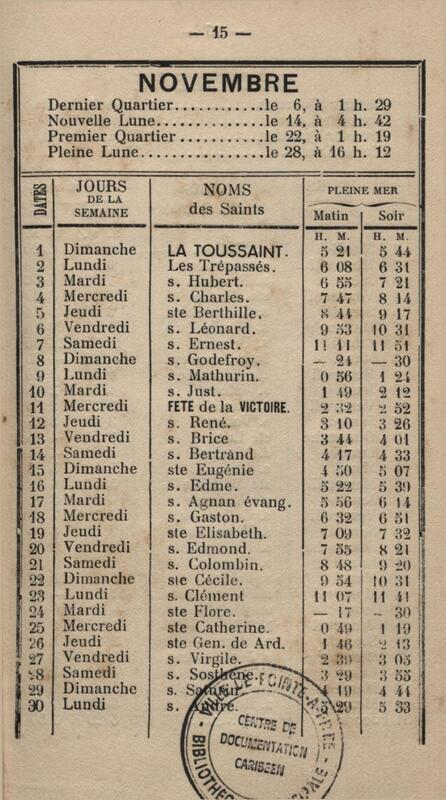 — 15 —
NOVEMBRE
Dernier Quartier............le 6, à 1 h. 29
Nouvelle Lune...............le 14, à 4 h. 42
Premier Quartier............le 22, à 1 h. 19
Pleine Lune.................le 28, à 16 h. 12
DATES JOURS DE LA SEMAINE NOMS des Saints PLEINE MER
Matin Soir
H. M. H. M.
1 Dimanche LA TOUSSAINT. 5 21 5 44
2 Lundi Les Trépassés. 6 08 6 31
3 Mardi s. Hubert. 6 55 7 21
4 Mercredi s. Charles. 7 47 8 14
5 Jeudi ste Berthille. 8 44 9 17
6 Vendredi s. Léonard. 9 53 10 31
7 Samedi s. Ernest. 11 11 11 51
8 Dimanche s. Godefroy. — 24 — 30
9 Lundi s. Mathurin. 0 56 1 24
10 Mardi s. Just. 1 49 2 12
11 Mercredi FETE de la VICTOIRE. 2 32 2 52
12 Jeudi s. René. 3 10 3 26
13 Vendredi s. Brice 3 44 4 01
14 Samedi s. Bertrand 4 17 4 33
15 Dimanche ste Eugénie 4 50 5 07
16 Lundi s. Edme. 5 22 5 39
17 Mardi s. Agnan évang. 5 56 6 14
18 Mercredi s. Gaston. 6 32 6 51
19 Jeudi ste Elisabeth. 7 09 7 32
20 Vendredi s. Edmond. 7 55 8 21
21 Samedi s. Colombin. 8 48 9 20
22 Dimanche ste Cécile. 9 54 10 31
23 Lundi s. Clément 11 07 11 41
24 Mardi ste Flore. — 17 — 30
25 Mercredi ste Catherine. 0 49 1 19
26 Jeudi ste Gen. de Ard. 1 46 2 13
27 Vendredi s. Virgile. 2 39 3 05
28 Samedi s. Sosthène. 3 29 3 55
29 Dimanche s. Saturin. 4 19 4 44
30 Lundi s. André. 5 29 5 33
CENTRE DE
DOCUMENTATION
CARIBEEN